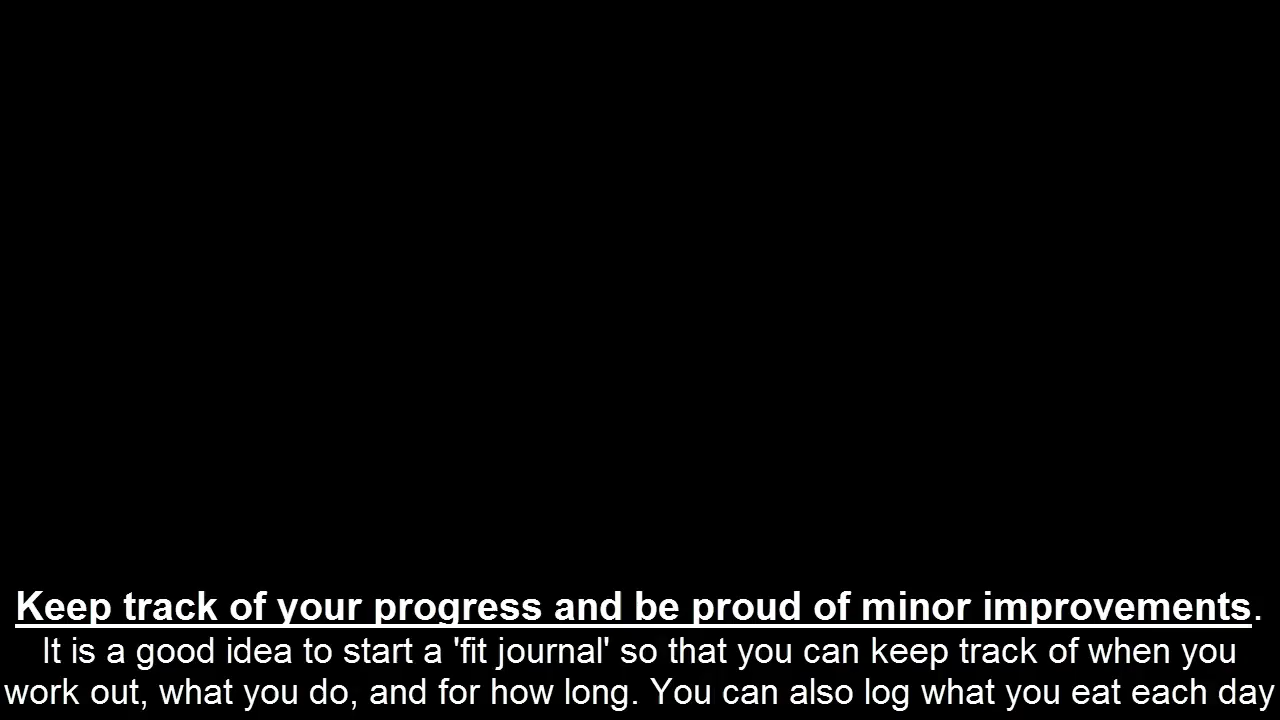 Keep track of your progress and be proud of minor improvements.
It is a good idea to start a 'fit journal' so that you can keep track of when you
work out, what you do, and for how long. You can also log what you eat each day